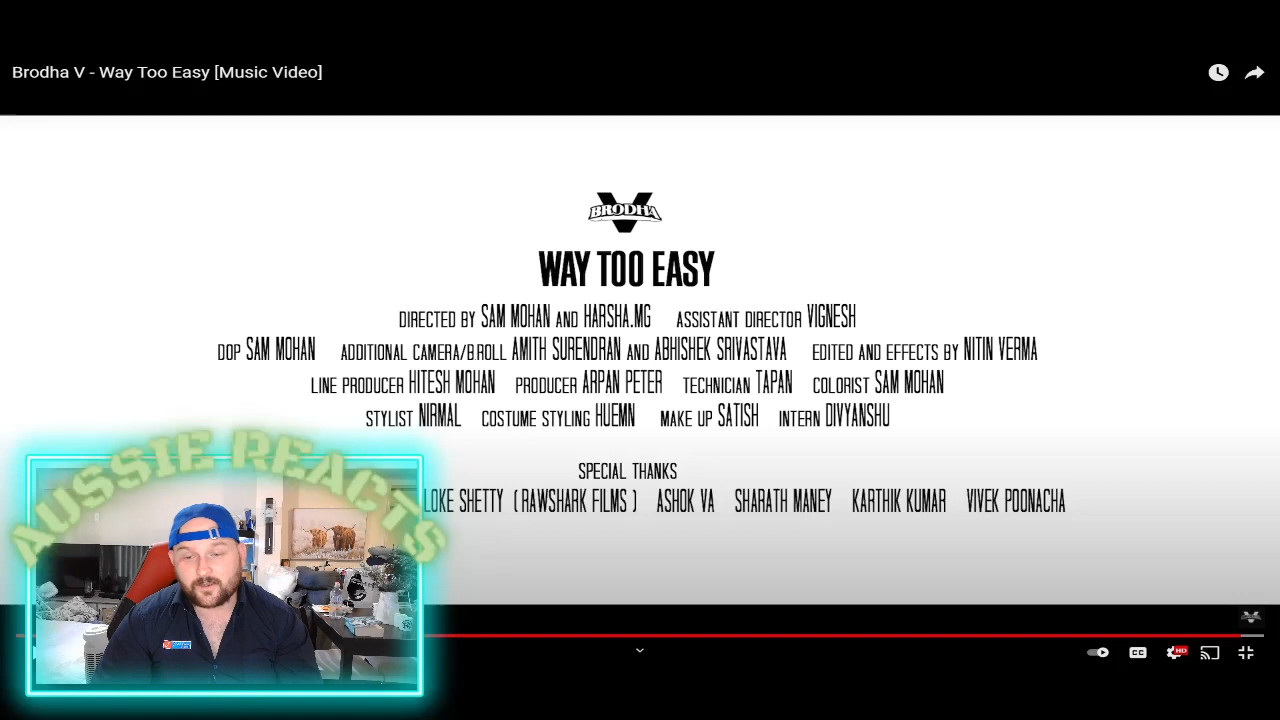 Brodha V - Way Too Easy [Music Video]
BRODHA V
WAY TOO EASY
DIRECTED BY SAM MOHAN AND HARSHA.MG ASSISTANT DIRECTOR VIGNESH
DOP SAM MOHAN ADDITIONAL CAMERA/BROLL AMITH SURENDRAN AND ABHISHEK SRIVASTAVA EDITED AND EFFECTS BY NITIN VERMA
LINE PRODUCER HITESH MOHAN PRODUCER ARPAN PETER TECHNICIAN TAPAN COLORIST SAM MOHAN
STYLIST NIRMAL COSTUME STYLING HUEMN MAKE UP SATISH INTERN DIVYANSHU
SPECIAL THANKS
LOKE SHETTY ( RAWSHARK FILMS ) ASHOK VA SHARATH MANEY KARTHIK KUMAR VIVEK POONACHA
AUSSIE REACTS
CC HD